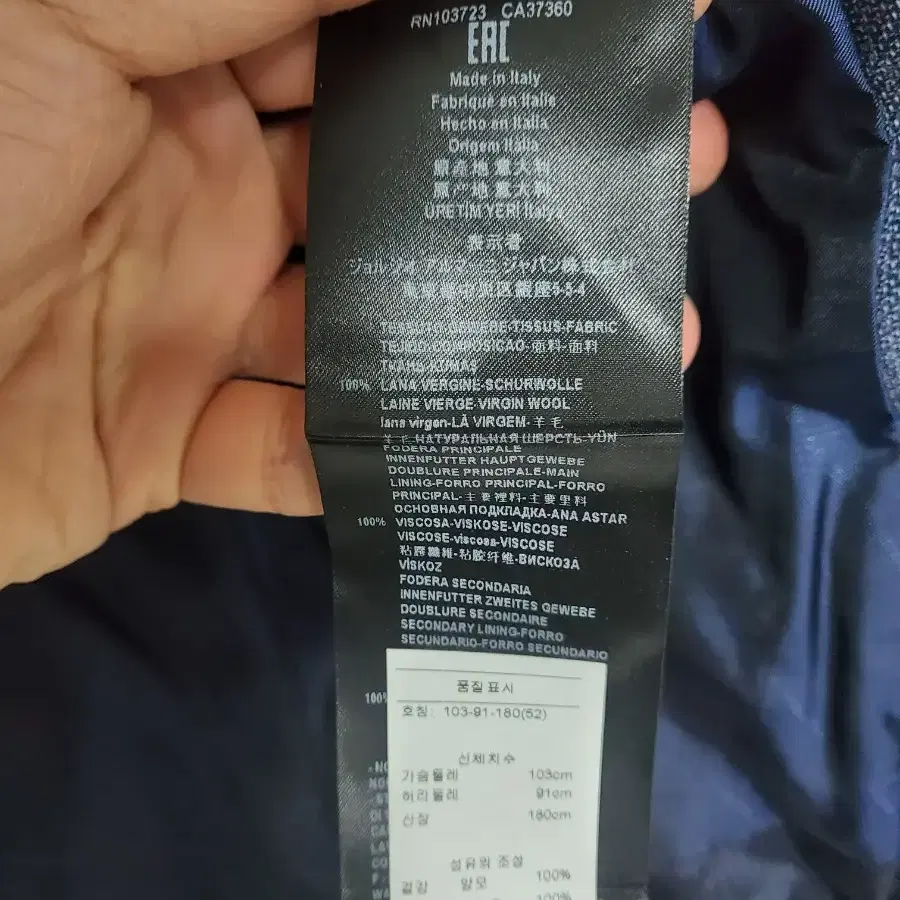 RN103723 CA37360
EAC
Made in Italy
Fabriqué en Italie
Hecho en Italia
Origem Italia
原產地意大利
原产地意大利
ÜRETİM YERİ Italya
表示者
ジョルジオ アルマーニ ジャパン株式会社
銀座5-5-4
TESSUTO-GEWEBE-TISSUS-FABRIC
TEJIDO-COMPOSICAO-面料-面料
ТКАНЬ-KUMAŞ
100% LANA VERGINE-SCHURWOLLE
LAINE VIERGE-VIRGIN WOOL
lana virgen-LÃ VIRGEM-羊毛
羊毛-НАТУРАЛЬНАЯ ШЕРСТЬ-YÜN
FODERA PRINCIPALE
INNENFUTTER HAUPTGEWEBE
DOUBLURE PRINCIPALE-MAIN
LINING-FORRO PRINCIPAL-FORRO
PRINCIPAL-主要裡料-主要里料
ОСНОВНАЯ ПОДКЛАДКА-ANA ASTAR
100% VISCOSA-VISKOSE-VISCOSE
VISCOSE-viscosa-VISCOSE
粘膠纖維-粘胶纤维-ВИСКОЗА
VİSKOZ
FODERA SECONDARIA
INNENFUTTER ZWEITES GEWEBE
DOUBLURE SECONDAIRE
SECONDARY LINING-FORRO
SECUNDARIO-FORRO SECUNDARIO
100%
품질표시
호칭: 103-91-180(52)
신체치수
가슴둘레 103cm
허리둘레 91cm
신장 180cm
섬유의 조성
겉감 양모 100%
100%